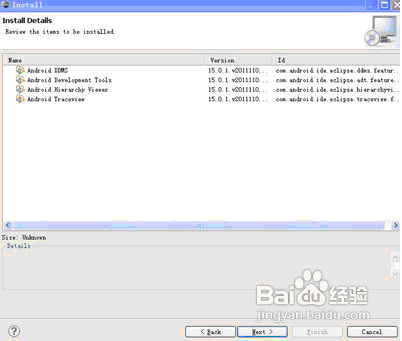 Install
Install Details
Review the items to be installed.
Name Version Id
Android DDMS 15.0.1.v2011110... com.android.ide.eclipse.ddms.featur...
Android Development Tools 15.0.1.v2011110... com.android.ide.eclipse.adt.feature...
Android Hierarchy Viewer 15.0.1.v2011110... com.android.ide.eclipse.hierarchyvi...
Android Traceview 15.0.1.v2011110... com.android.ide.eclipse.traceview.f...
Size: Unknown
Details
Baidu经验
jingyan.baidu.com
? < Back Next > Finish Cancel